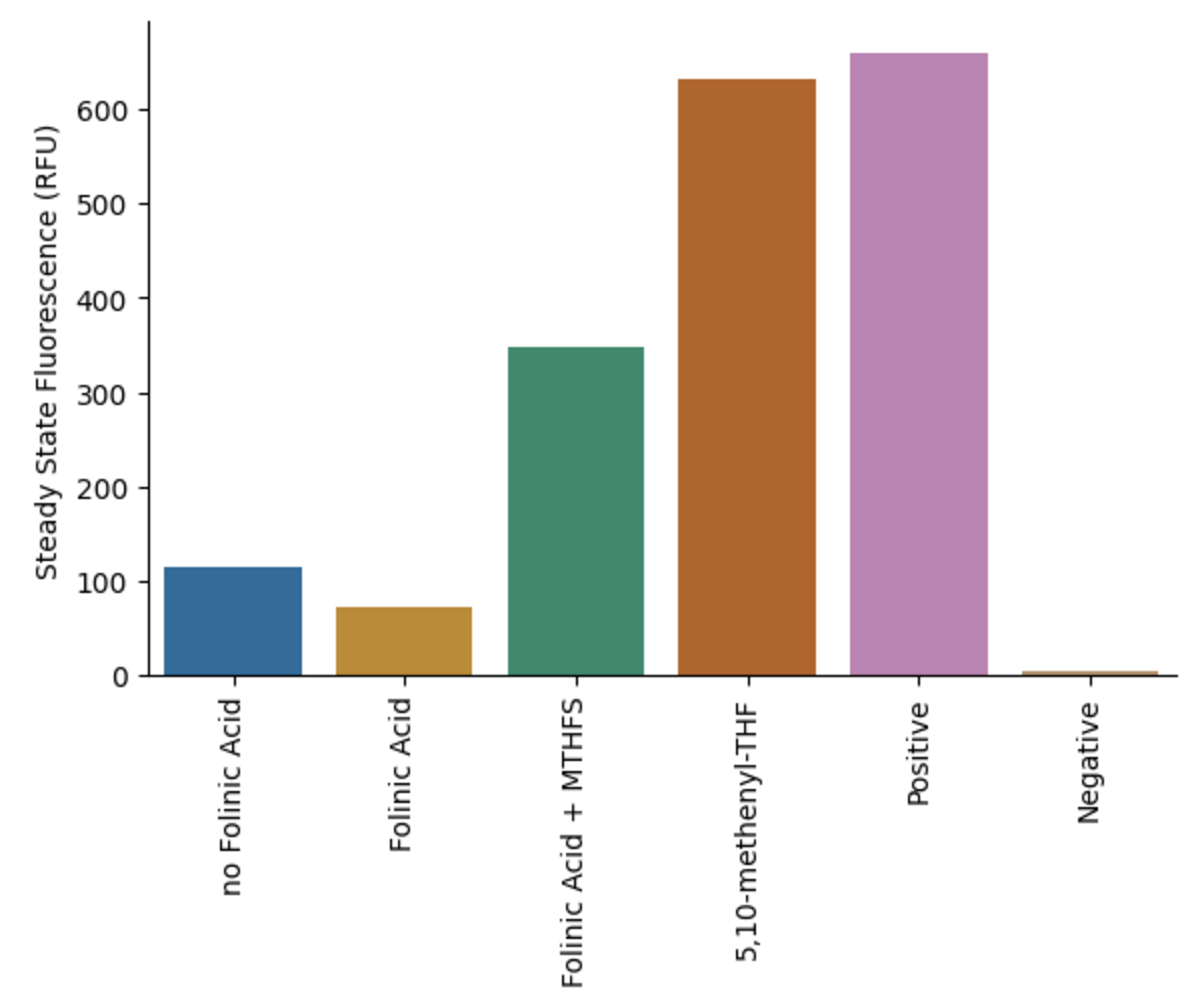 Steady State Fluorescence (RFU)
600
500
400
300
200
100
0
no Folinic Acid
Folinic Acid
Folinic Acid + MTHFS
5,10-methenyl-THF
Positive
Negative